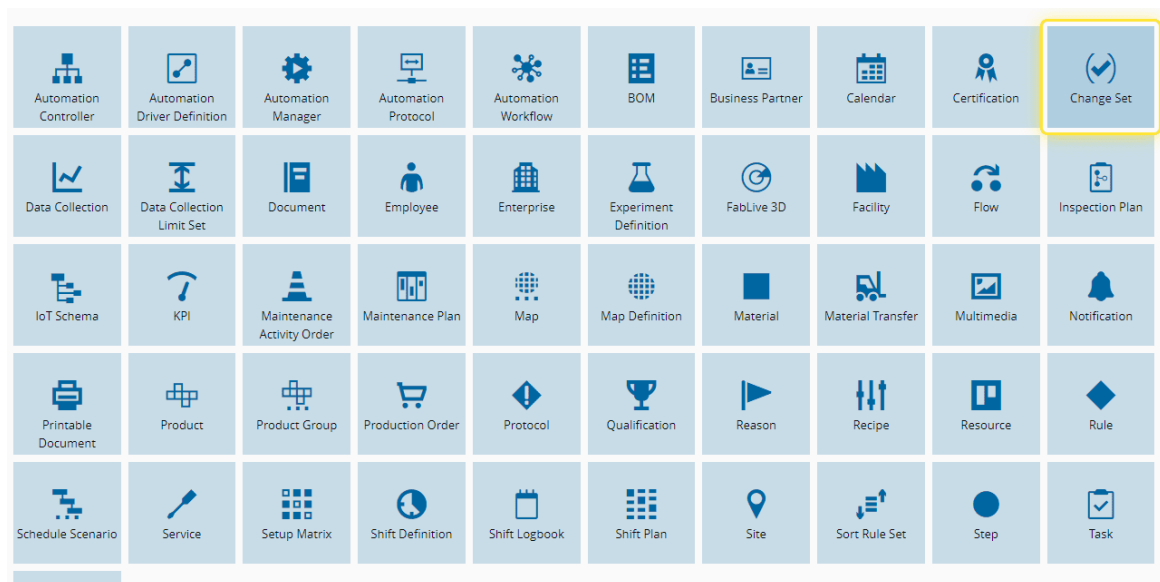 Automation
Controller
Automation
Driver Definition
Automation
Manager
Automation
Protocol
Automation
Workflow
BOM
Business Partner
Calendar
Certification
Change Set
Data Collection
Data Collection
Limit Set
Document
Employee
Enterprise
Experiment
Definition
FabLive 3D
Facility
Flow
Inspection Plan
IoT Schema
KPI
Maintenance
Activity Order
Maintenance Plan
Map
Map Definition
Material
Material Transfer
Multimedia
Notification
Printable
Document
Product
Product Group
Production Order
Protocol
Qualification
Reason
Recipe
Resource
Rule
Schedule Scenario
Service
Setup Matrix
Shift Definition
Shift Logbook
Shift Plan
Site
Sort Rule Set
Step
Task